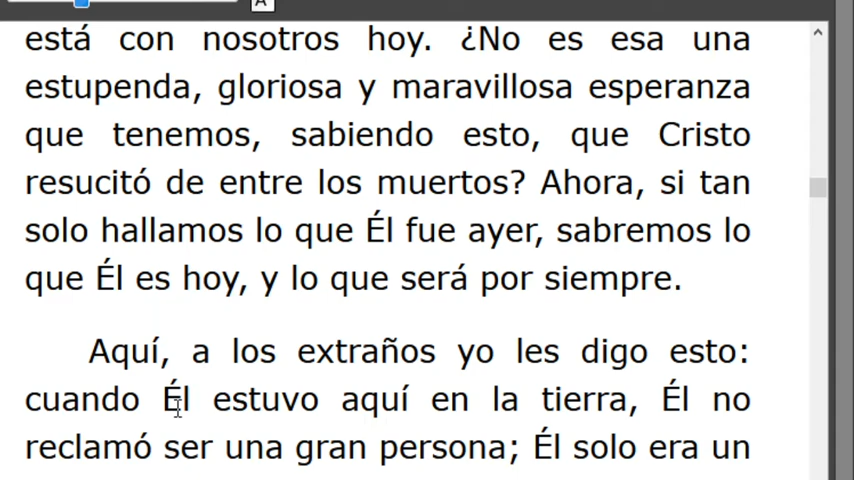 A
está con nosotros hoy. ¿No es esa una
estupenda, gloriosa y maravillosa esperanza
que tenemos, sabiendo esto, que Cristo
resucitó de entre los muertos? Ahora, si tan
solo hallamos lo que Él fue ayer, sabremos lo
que Él es hoy, y lo que será por siempre.
Aquí, a los extraños yo les digo esto:
cuando Él estuvo aquí en la tierra, Él no
reclamó ser una gran persona; Él solo era un